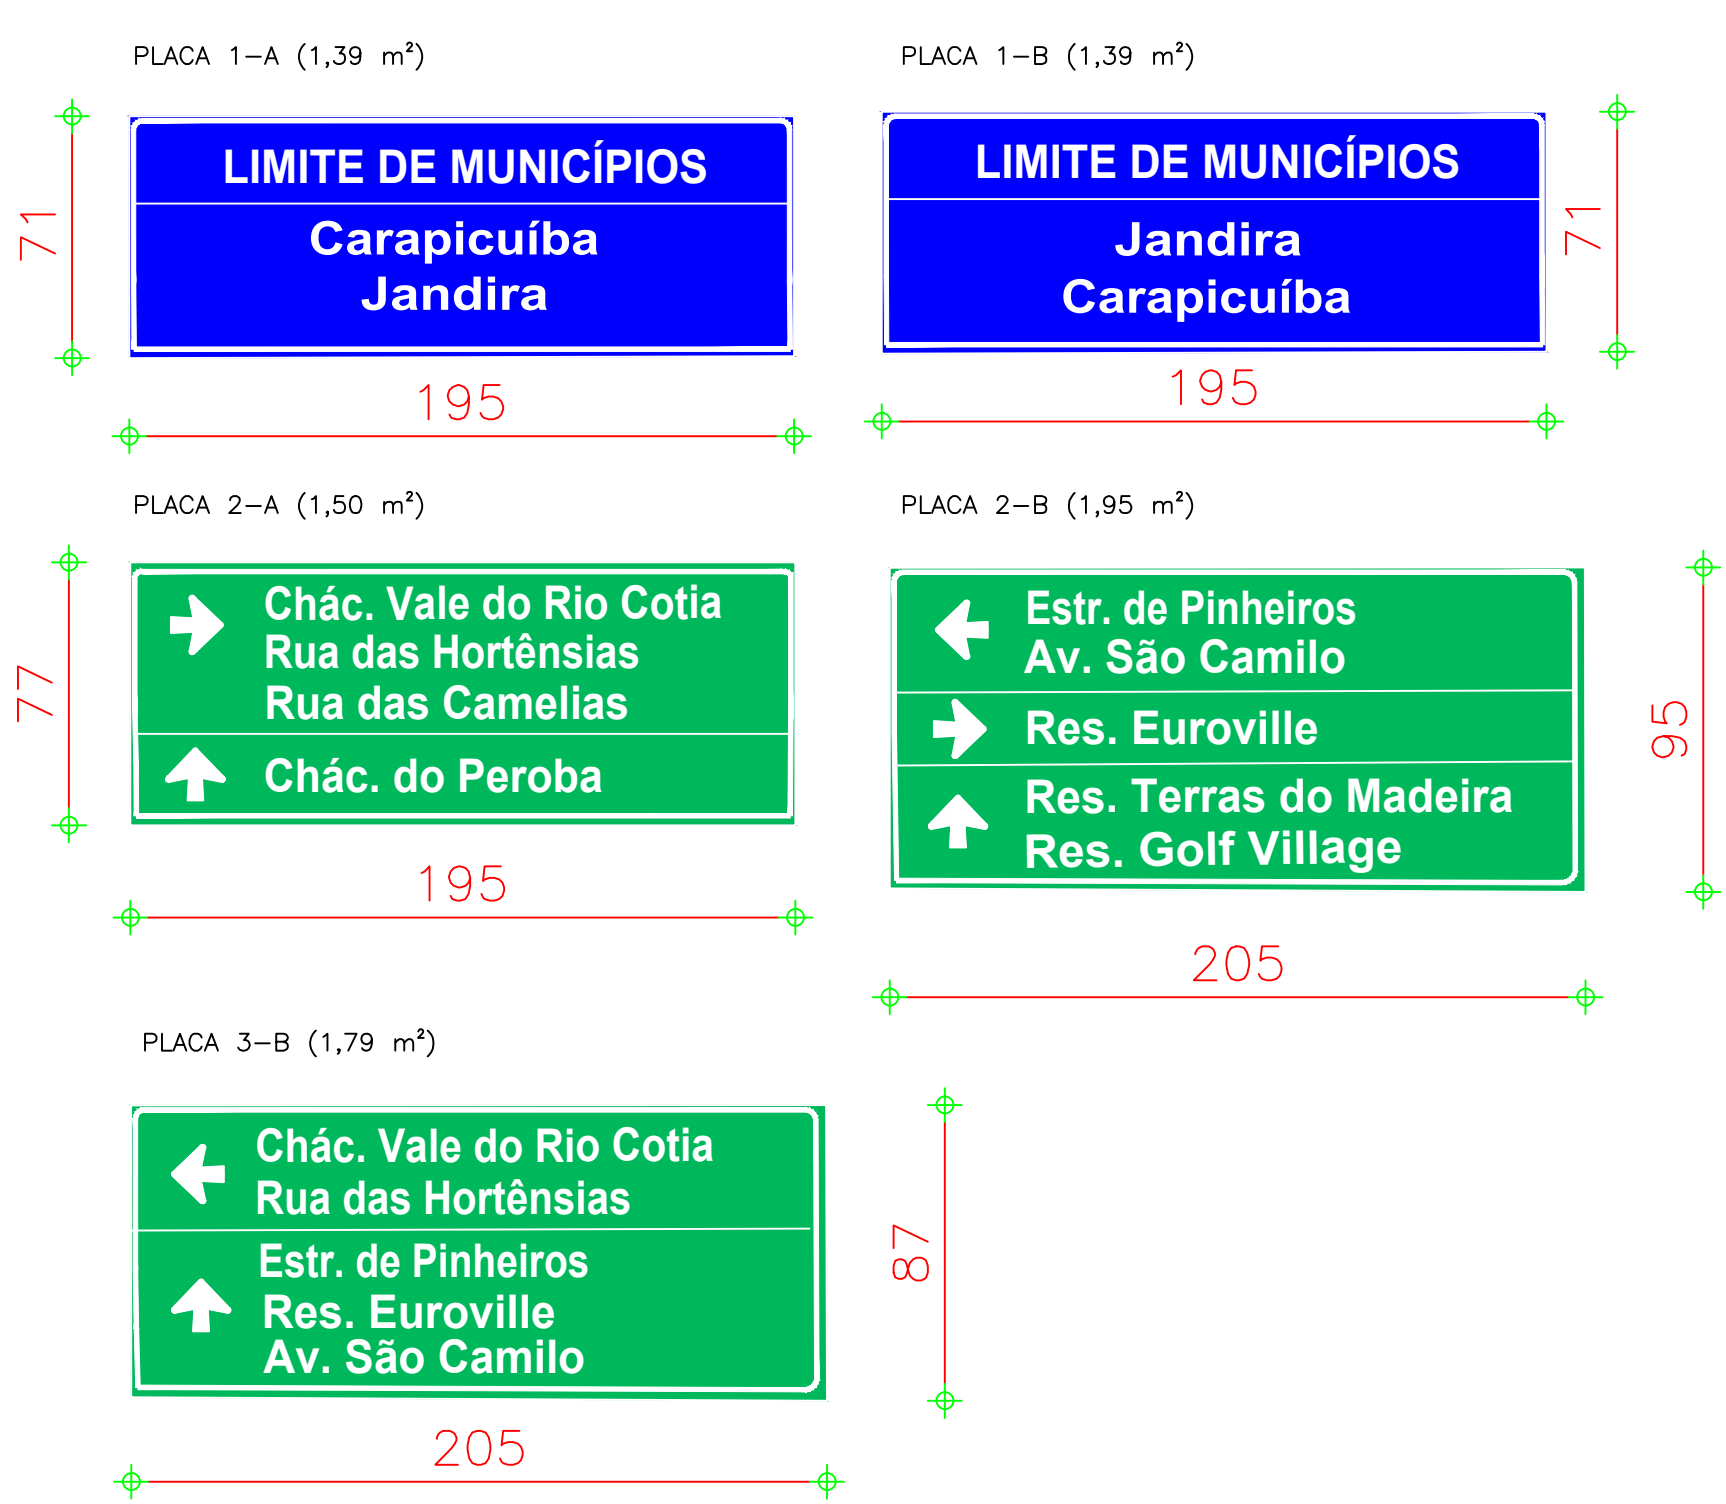 PLACA 1-A (1,39 m²)
LIMITE DE MUNICÍPIOS
Carapicuíba
Jandira
71
195
PLACA 1-B (1,39 m²)
LIMITE DE MUNICÍPIOS
Jandira
Carapicuíba
71
195
PLACA 2-A (1,50 m²)
Chác. Vale do Rio Cotia
Rua das Hortênsias
Rua das Camelias
Chác. do Peroba
77
195
PLACA 2-B (1,95 m²)
Estr. de Pinheiros
Av. São Camilo
Res. Euroville
Res. Terras do Madeira
Res. Golf Village
95
205
PLACA 3-B (1,79 m²)
Chác. Vale do Rio Cotia
Rua das Hortênsias
Estr. de Pinheiros
Res. Euroville
Av. São Camilo
87
205